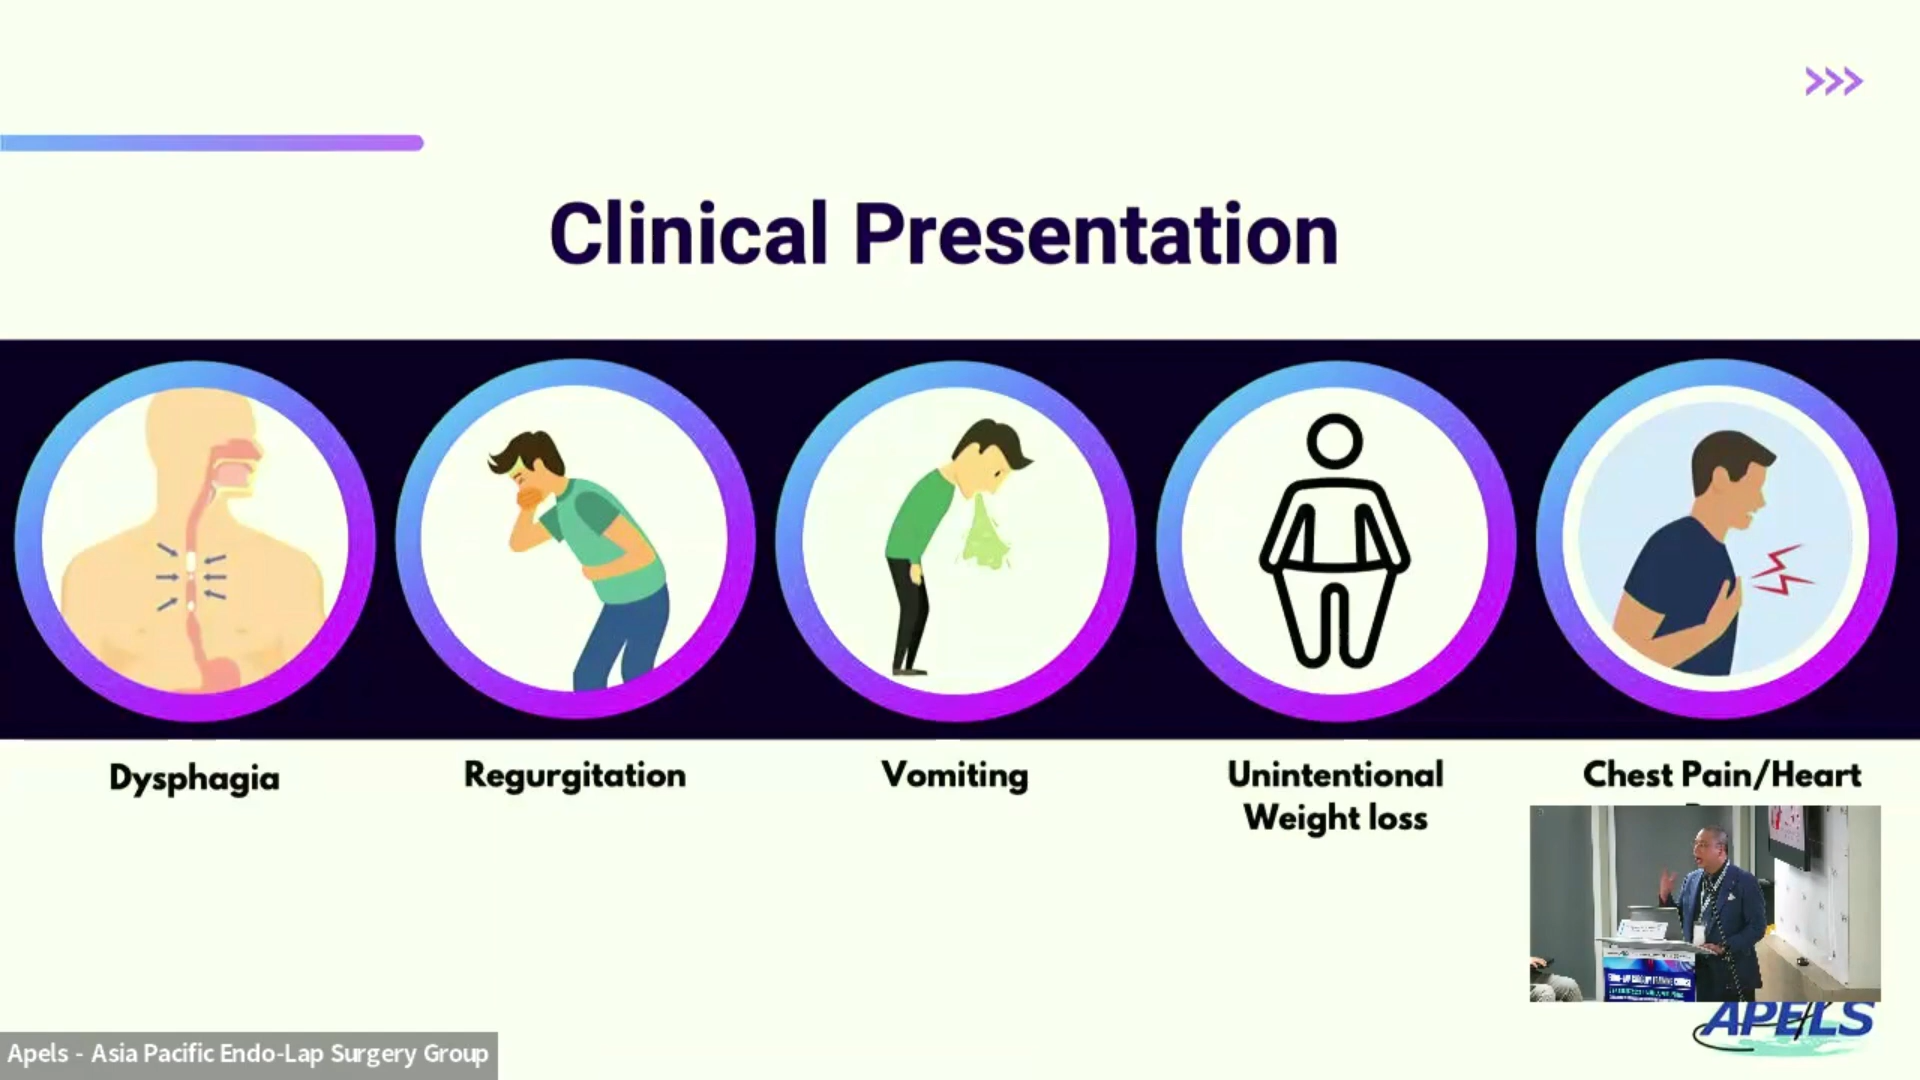 Clinical Presentation
Dysphagia
Regurgitation
Vomiting
Unintentional
Weight loss
Chest Pain/Heart
APELS
Apels - Asia Pacific Endo-Lap Surgery Group